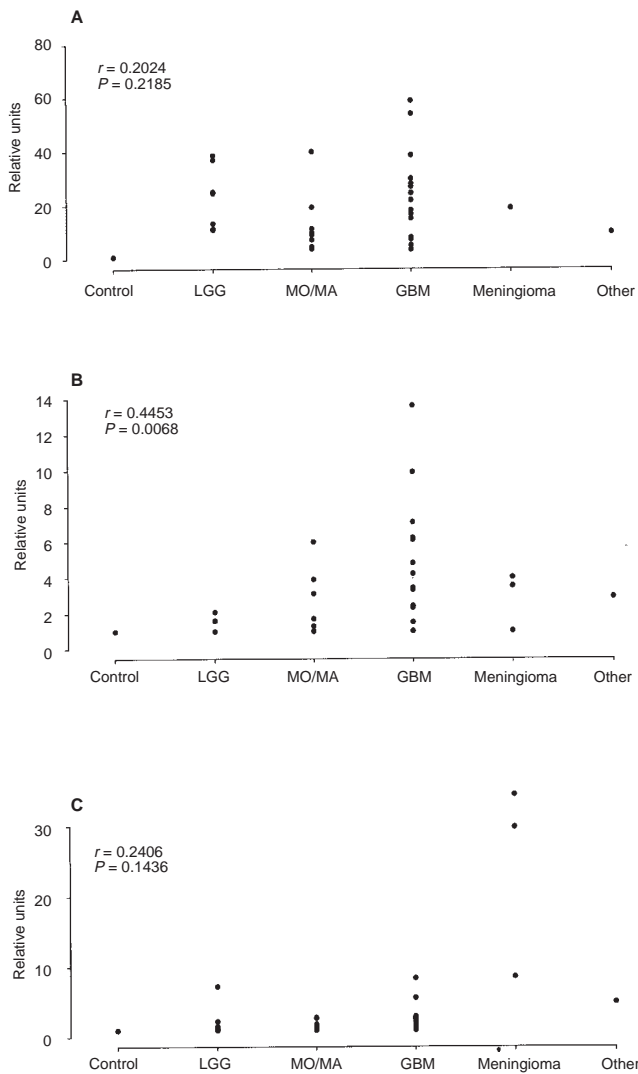 A
80
r = 0.2024
P = 0.2185
60
40
20
0
Relative units
Control LGG MO/MA GBM Meningioma Other
B
14
r = 0.4453
P = 0.0068
12
10
8
6
4
2
0
Relative units
Control LGG MO/MA GBM Meningioma Other
C
30
r = 0.2406
P = 0.1436
20
10
0
Relative units
Control LGG MO/MA GBM Meningioma Other